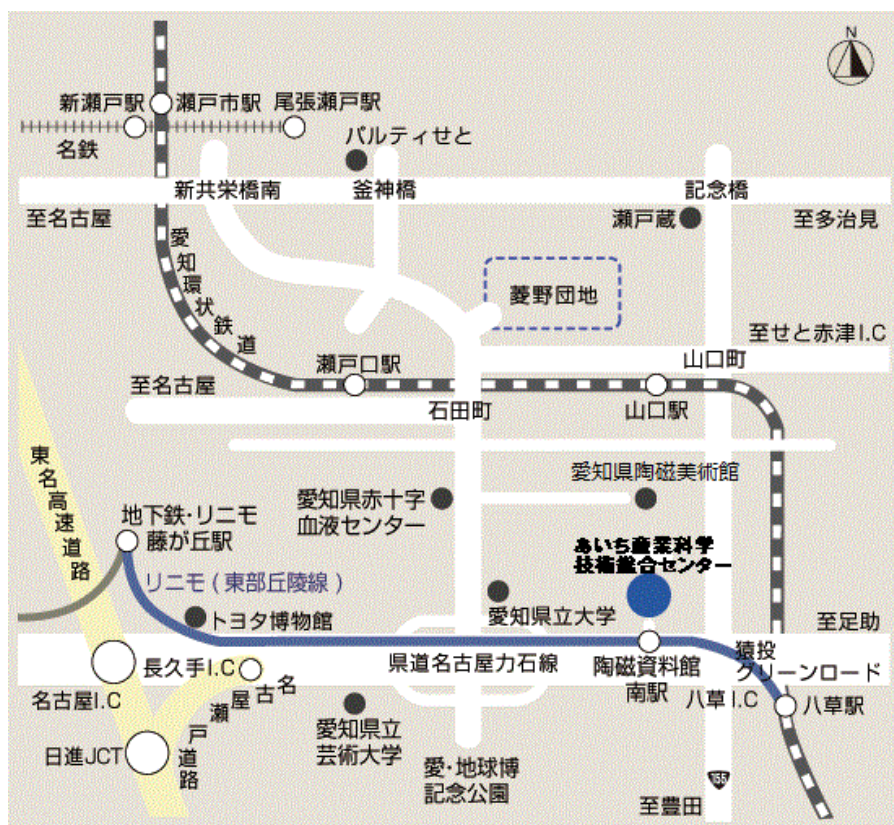 N
新瀬戸駅
瀬戸市駅
尾張瀬戸駅
名鉄
パルティせと
新共栄橋南
釜神橋
記念橋
至名古屋
瀬戸蔵
至多治見
愛知環状鉄道
菱野団地
至せと赤津I.C
瀬戸口駅
山口町
至名古屋
石田町
山口駅
東名高速道路
愛知県陶磁美術館
愛知県赤十字
血液センター
地下鉄・リニモ
藤が丘駅
あいち産業科学
技術総合センター
リニモ(東部丘陵線)
トヨタ博物館
愛知県立大学
至足助
県道名古屋力石線
陶磁資料館
南駅
猿投
グリーンロード
長久手I.C
名古屋I.C
名古屋瀬戸道路
八草I.C
八草駅
日進JCT
愛知県立
芸術大学
愛・地球博
記念公園
155
至豊田